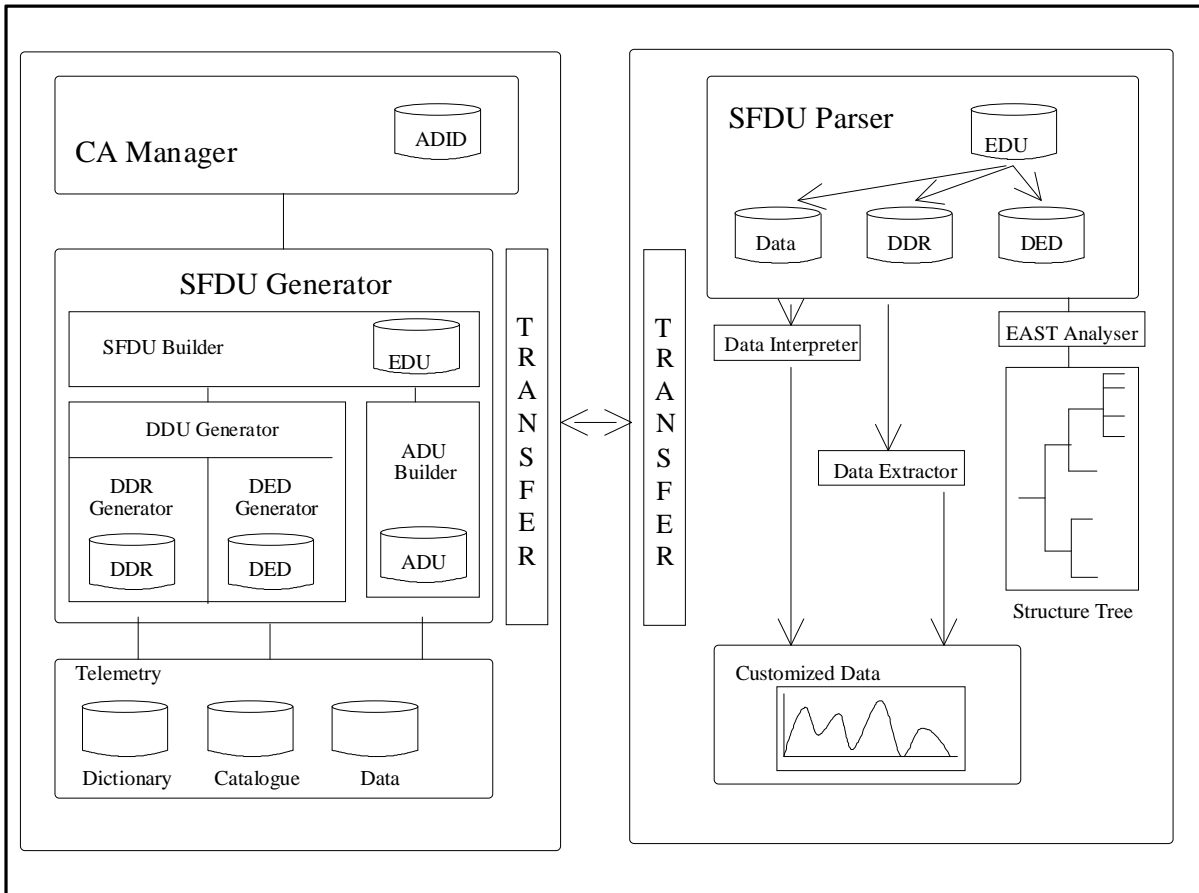 CA Manager
ADID
SFDU Generator
SFDU Builder
EDU
DDU Generator
DDR
Generator
DDR
DED
Generator
DED
ADU
Builder
ADU
TRANSFER
Telemetry
Dictionary
Catalogue
Data
TRANSFER
SFDU Parser
EDU
Data
DDR
DED
Data Interpreter
EAST Analyser
Data Extractor
Structure Tree
Customized Data